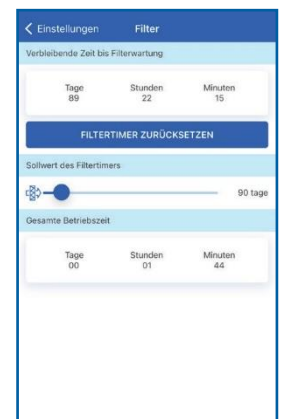 Einstellungen Filter
Verbleibende Zeit bis Filterwartung
Tage Stunden Minuten
89 22 15
FILTERTIMER ZURÜCKSETZEN
Sollwert des Filtertimers
90 tage
Gesamte Betriebszeit
Tage Stunden Minuten
00 01 44